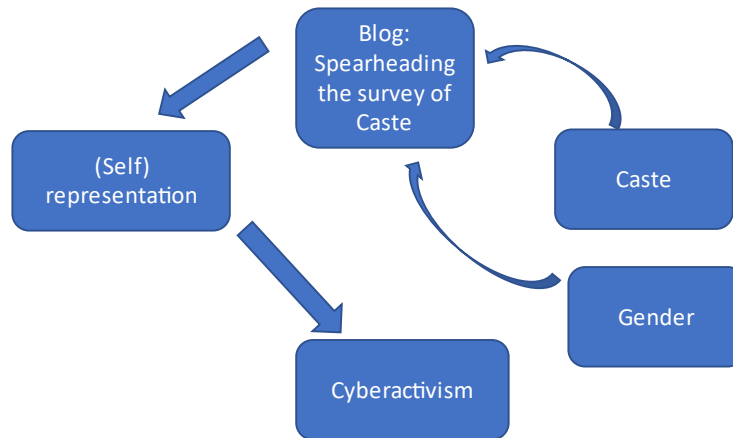 Blog:
Spearheading
the survey of
Caste
(Self)
representation
Caste
Gender
Cyberactivism